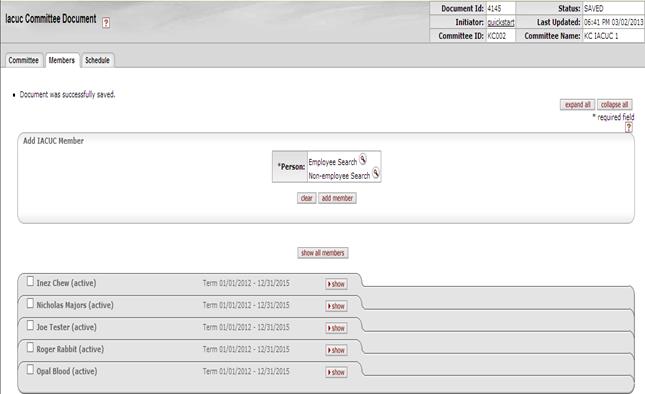 Iacuc Committee Document ?
Document Id: 4145 Status: SAVED
Initiator: quickstart Last Updated: 06:41 PM 03/02/2013
Committee ID: KC002 Committee Name: KC IACUC 1
Committee Members Schedule
Document was successfully saved.
expand all collapse all
* required field
?
Add IACUC Member
*Person: Employee Search
Non-employee Search
clear add member
show all members
Inez Chew (active) Term 01/01/2012 - 12/31/2015 show
Nicholas Majors (active) Term 01/01/2012 - 12/31/2015 show
Joe Tester (active) Term 01/01/2012 - 12/31/2015 show
Roger Rabbit (active) Term 01/01/2012 - 12/31/2015 show
Opal Blood (active) Term 01/01/2012 - 12/31/2015 show